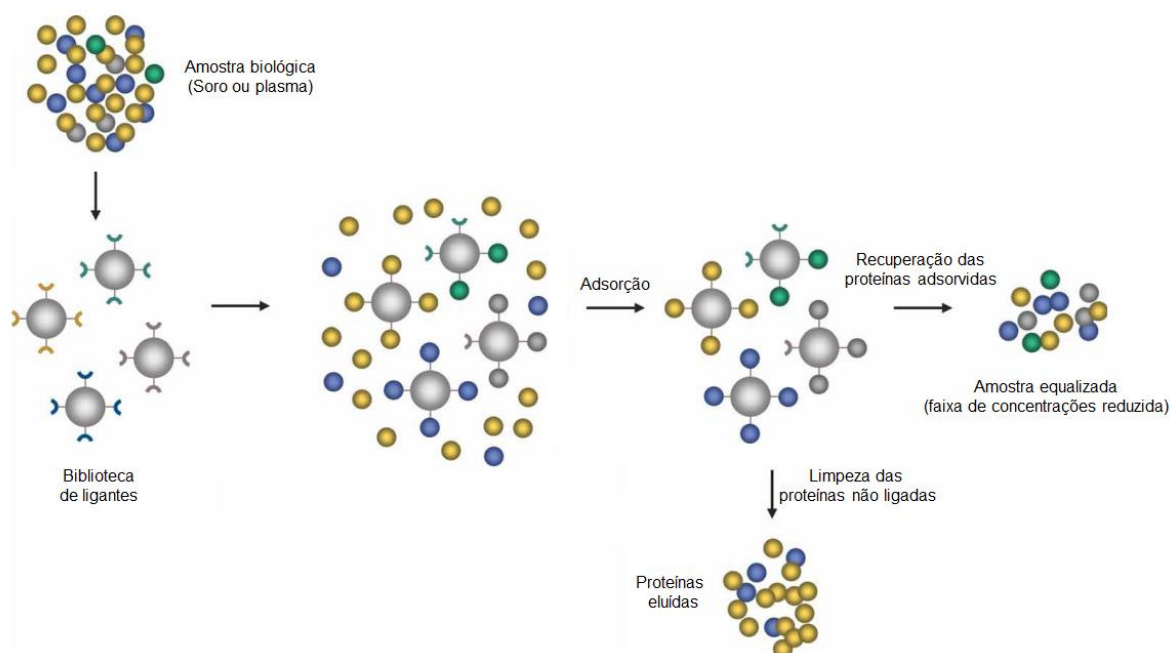 Amostra biológica
(Soro ou plasma)
Biblioteca
de ligantes
Adsorção
Recuperação das
proteínas adsorvidas
Amostra equalizada
(faixa de concentrações reduzida)
Limpeza das
proteínas não ligadas
Proteínas
eluídas